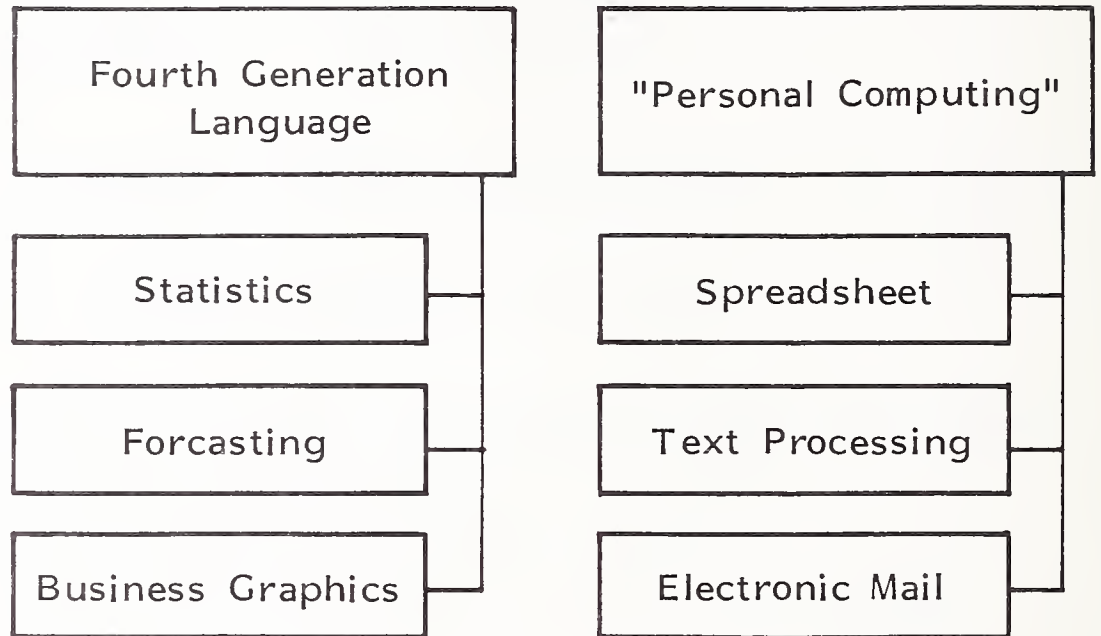 Fourth Generation
Language
Statistics
Forcasting
Business Graphics
"Personal Computing"
Spreadsheet
Text Processing
Electronic Mail